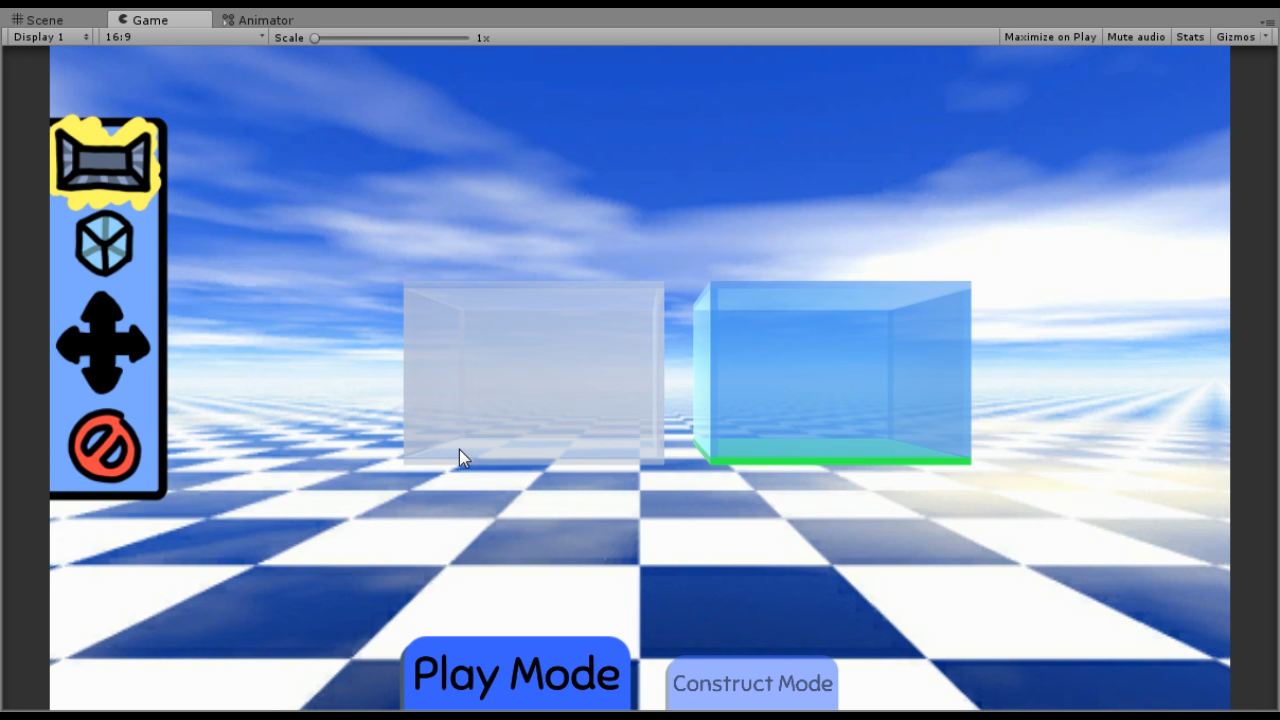 Scene
Game
Animator
Display 1
16:9
Scale
1x
Maximize on Play
Mute audio
Stats
Gizmos
Play Mode
Construct Mode